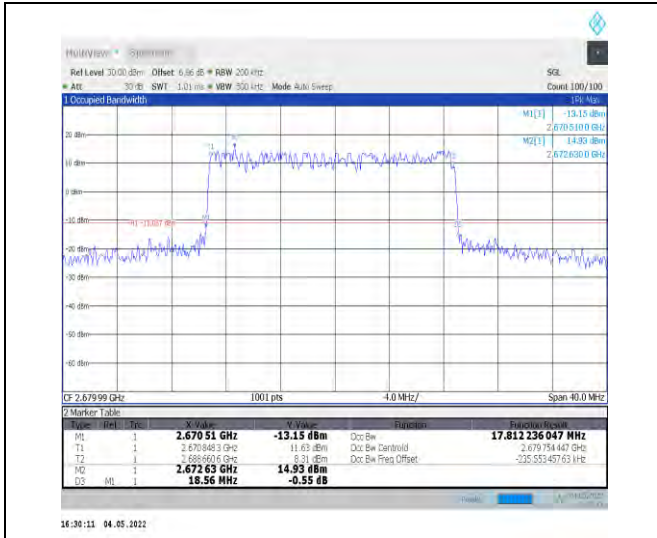 MultiView Spectrum
Ref Level 30.00 dBm Offset 6.96 dB RBW 200 kHz SGL
Att 30 dB SWT 1.01 ms VBW 500 kHz Mode Auto Sweep Count 100/100
1 Occupied Bandwidth 1Pk Max
M1[1] -13.15 dBm
2.670 510 0 GHz
M2[1] 14.93 dBm
2.672 630 0 GHz
20 dBm
10 dBm
0 dBm
-10 dBm
-20 dBm
-30 dBm
-40 dBm
-50 dBm
-60 dBm
CF 2.679 99 GHz 1001 pts 4.0 MHz/ Span 40.0 MHz
2 Marker Table
Type Ref Trc X-Value Y-Value Function Function Result
M1 1 2.670 51 GHz -13.15 dBm Occ Bw 17.812 236 047 MHz
T1 1 2.670 848 3 GHz 11.63 dBm Occ Bw Centroid 2.679 754 447 GHz
T2 1 2.688 660 6 GHz 8.31 dBm Occ Bw Freq Offset -235.553 457 63 kHz
M2 1 2.672 63 GHz 14.93 dBm
D3 M1 1 18.56 MHz -0.55 dB
16:30:11 04.05.2022